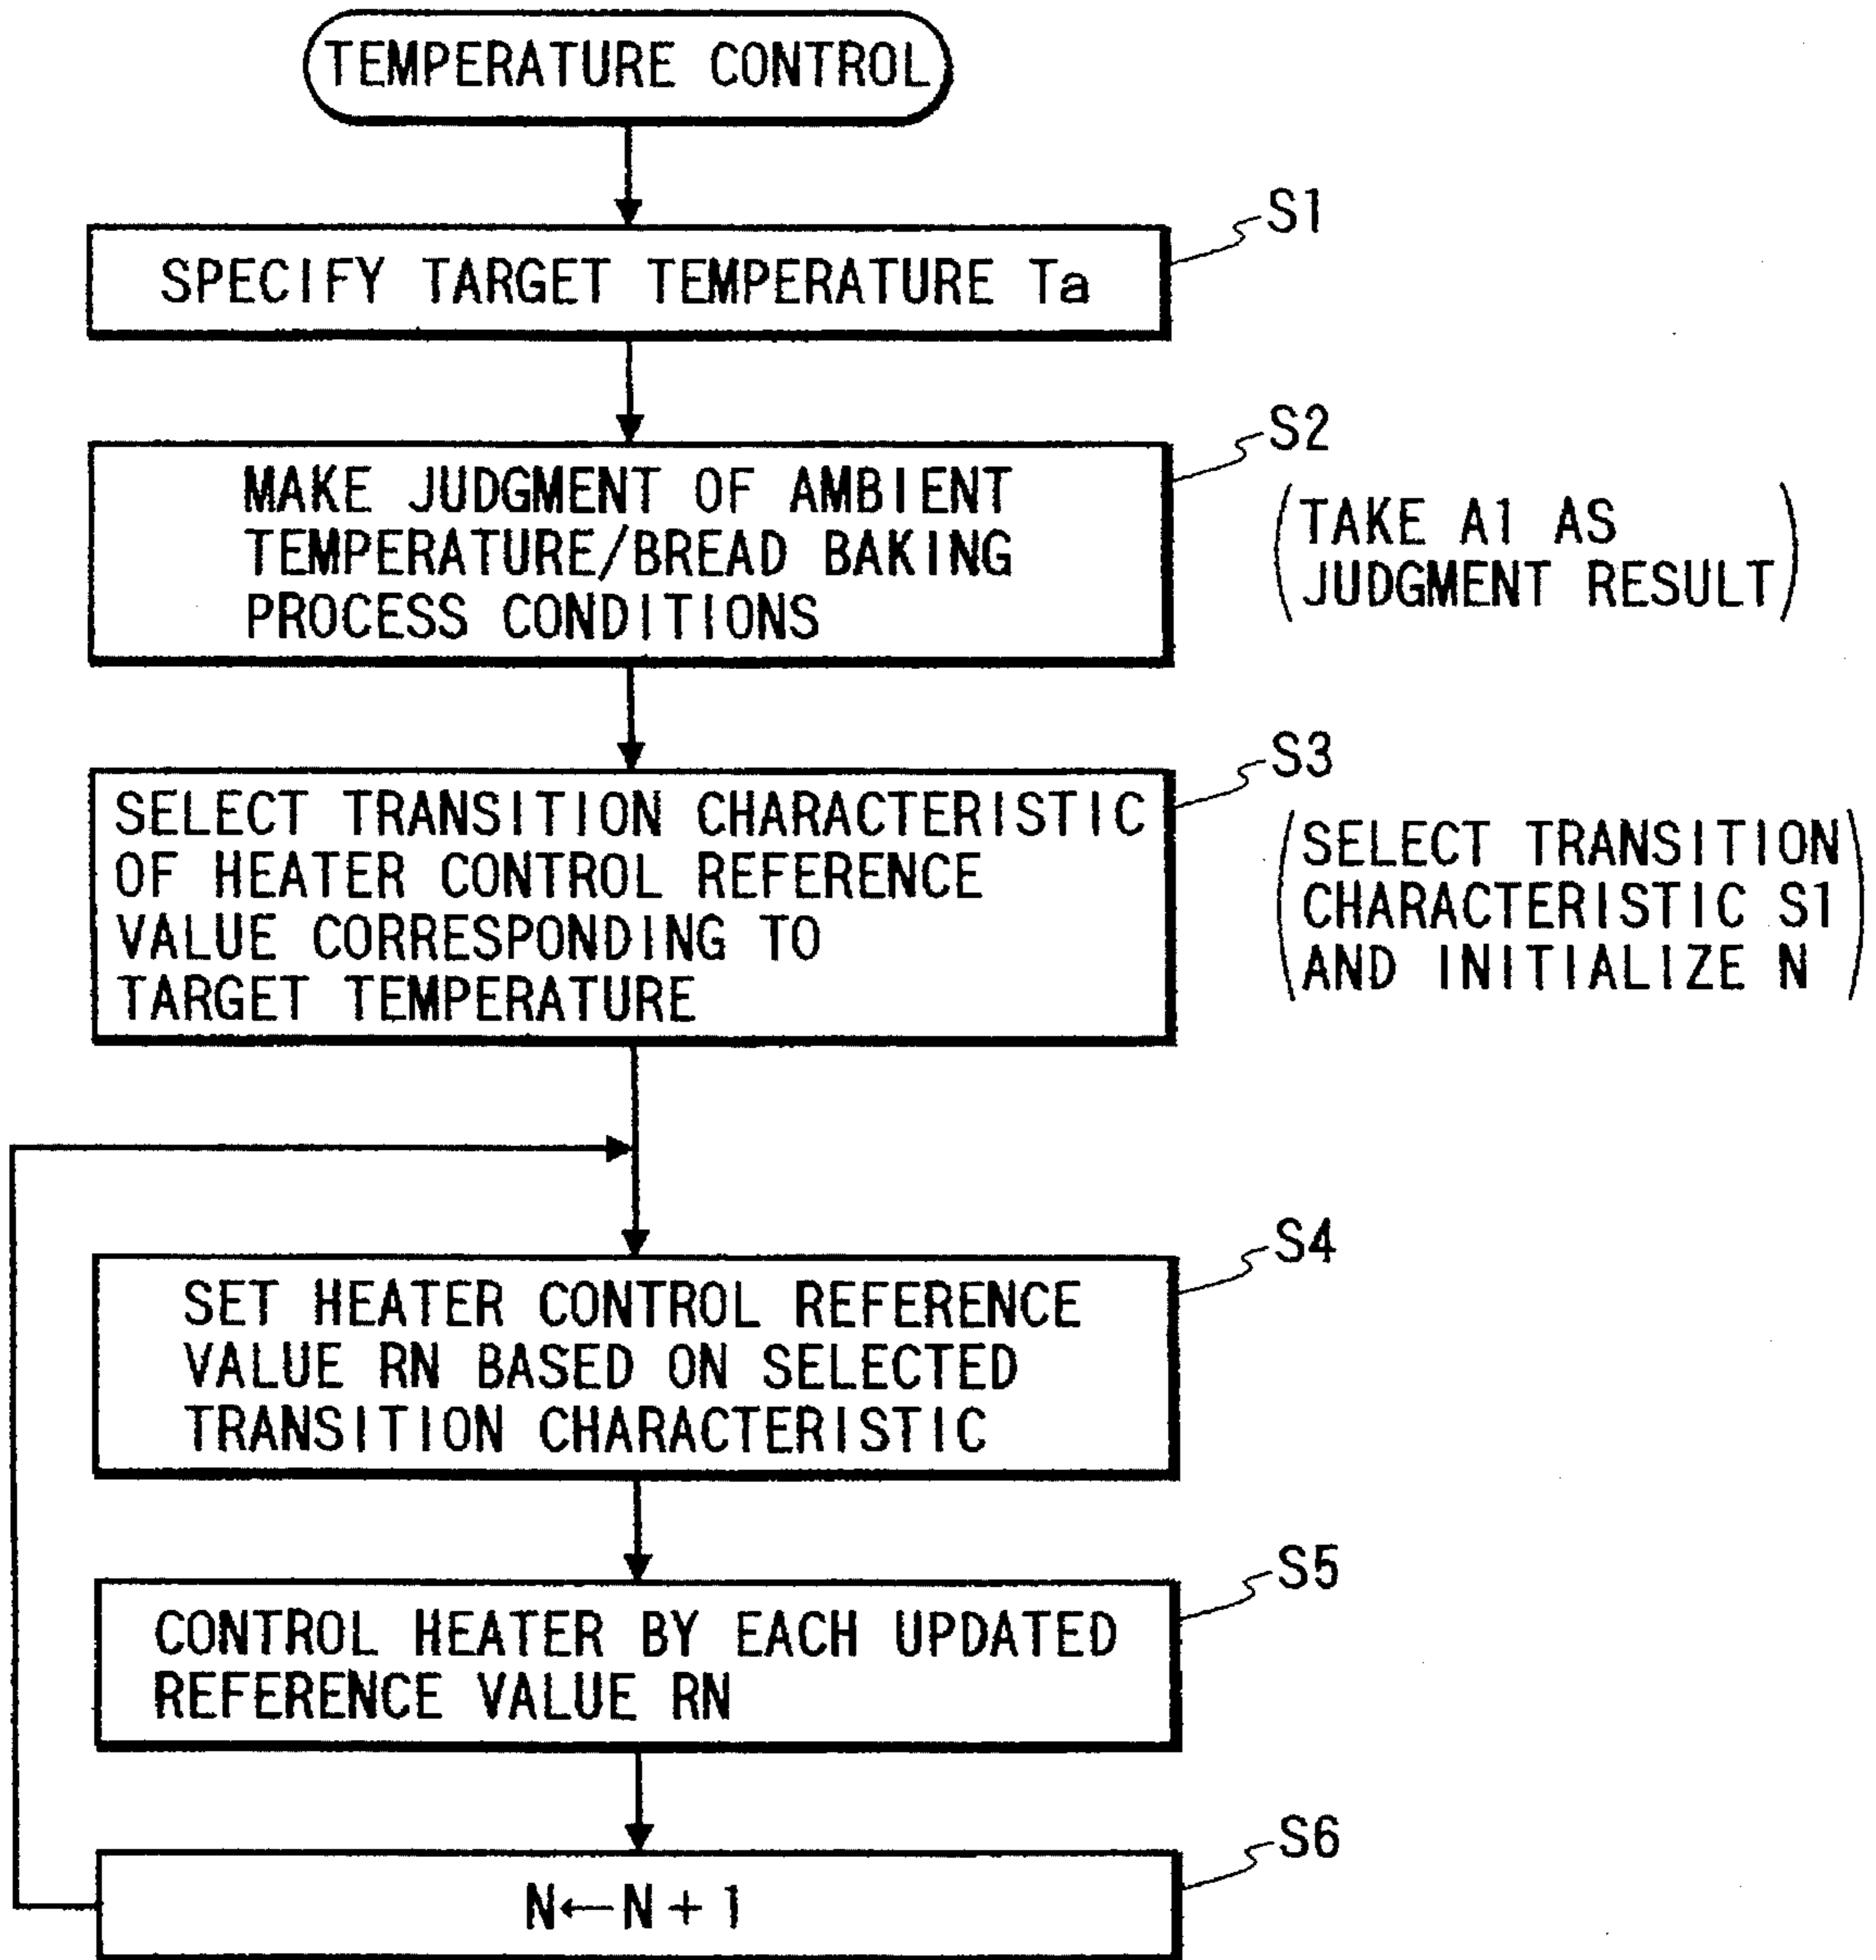 TEMPERATURE CONTROL
S1
SPECIFY TARGET TEMPERATURE Ta
S2
MAKE JUDGMENT OF AMBIENT
TEMPERATURE/BREAD BAKING
PROCESS CONDITIONS
(TAKE A1 AS
JUDGMENT RESULT)
S3
SELECT TRANSITION CHARACTERISTIC
OF HEATER CONTROL REFERENCE
VALUE CORRESPONDING TO
TARGET TEMPERATURE
(SELECT TRANSITION
CHARACTERISTIC S1
AND INITIALIZE N)
S4
SET HEATER CONTROL REFERENCE
VALUE RN BASED ON SELECTED
TRANSITION CHARACTERISTIC
S5
CONTROL HEATER BY EACH UPDATED
REFERENCE VALUE RN
S6
N←N+1